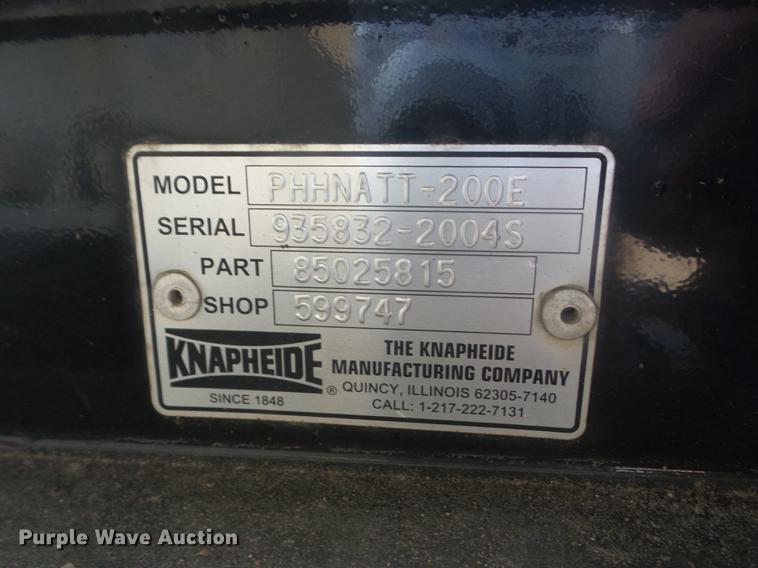 MODEL PHHNATT-200E
SERIAL 935832-2004S
PART 85025815
SHOP 599747
KNAPHEIDE ®
SINCE 1848
THE KNAPHEIDE
MANUFACTURING COMPANY
QUINCY, ILLINOIS 62305-7140
CALL: 1-217-222-7131
Purple Wave Auction